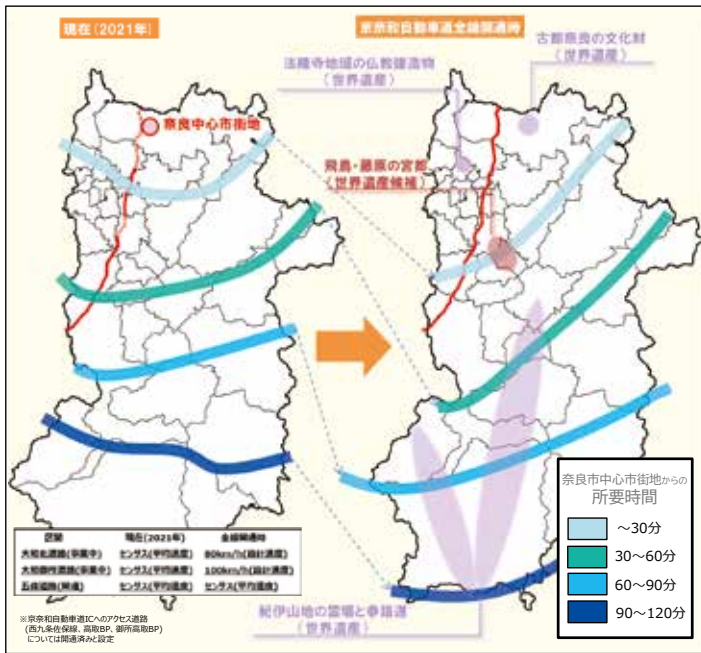 現在(2021年)
京奈和自動車道全線開通時
古都奈良の文化財
(世界遺産)
法隆寺地域の仏教建造物
(世界遺産)
奈良中心市街地
飛鳥・藤原の宮都
(世界遺産候補)
奈良市中心市街地からの
所要時間
～30分
30～60分
60～90分
90～120分
区間 現在(2021年) 全線開通時
大和北道路(事業中) センサス(平均速度) 80km/h(設計速度)
大和御所道路(事業中) センサス(平均速度) 100km/h(設計速度)
五條道路(開通) センサス(平均速度) センサス(平均速度)
紀伊山地の霊場と参詣道
(世界遺産)
※京奈和自動車道ICへのアクセス道路
(西九条佐保線、高取BP、御所高取BP)
については開通済みと設定